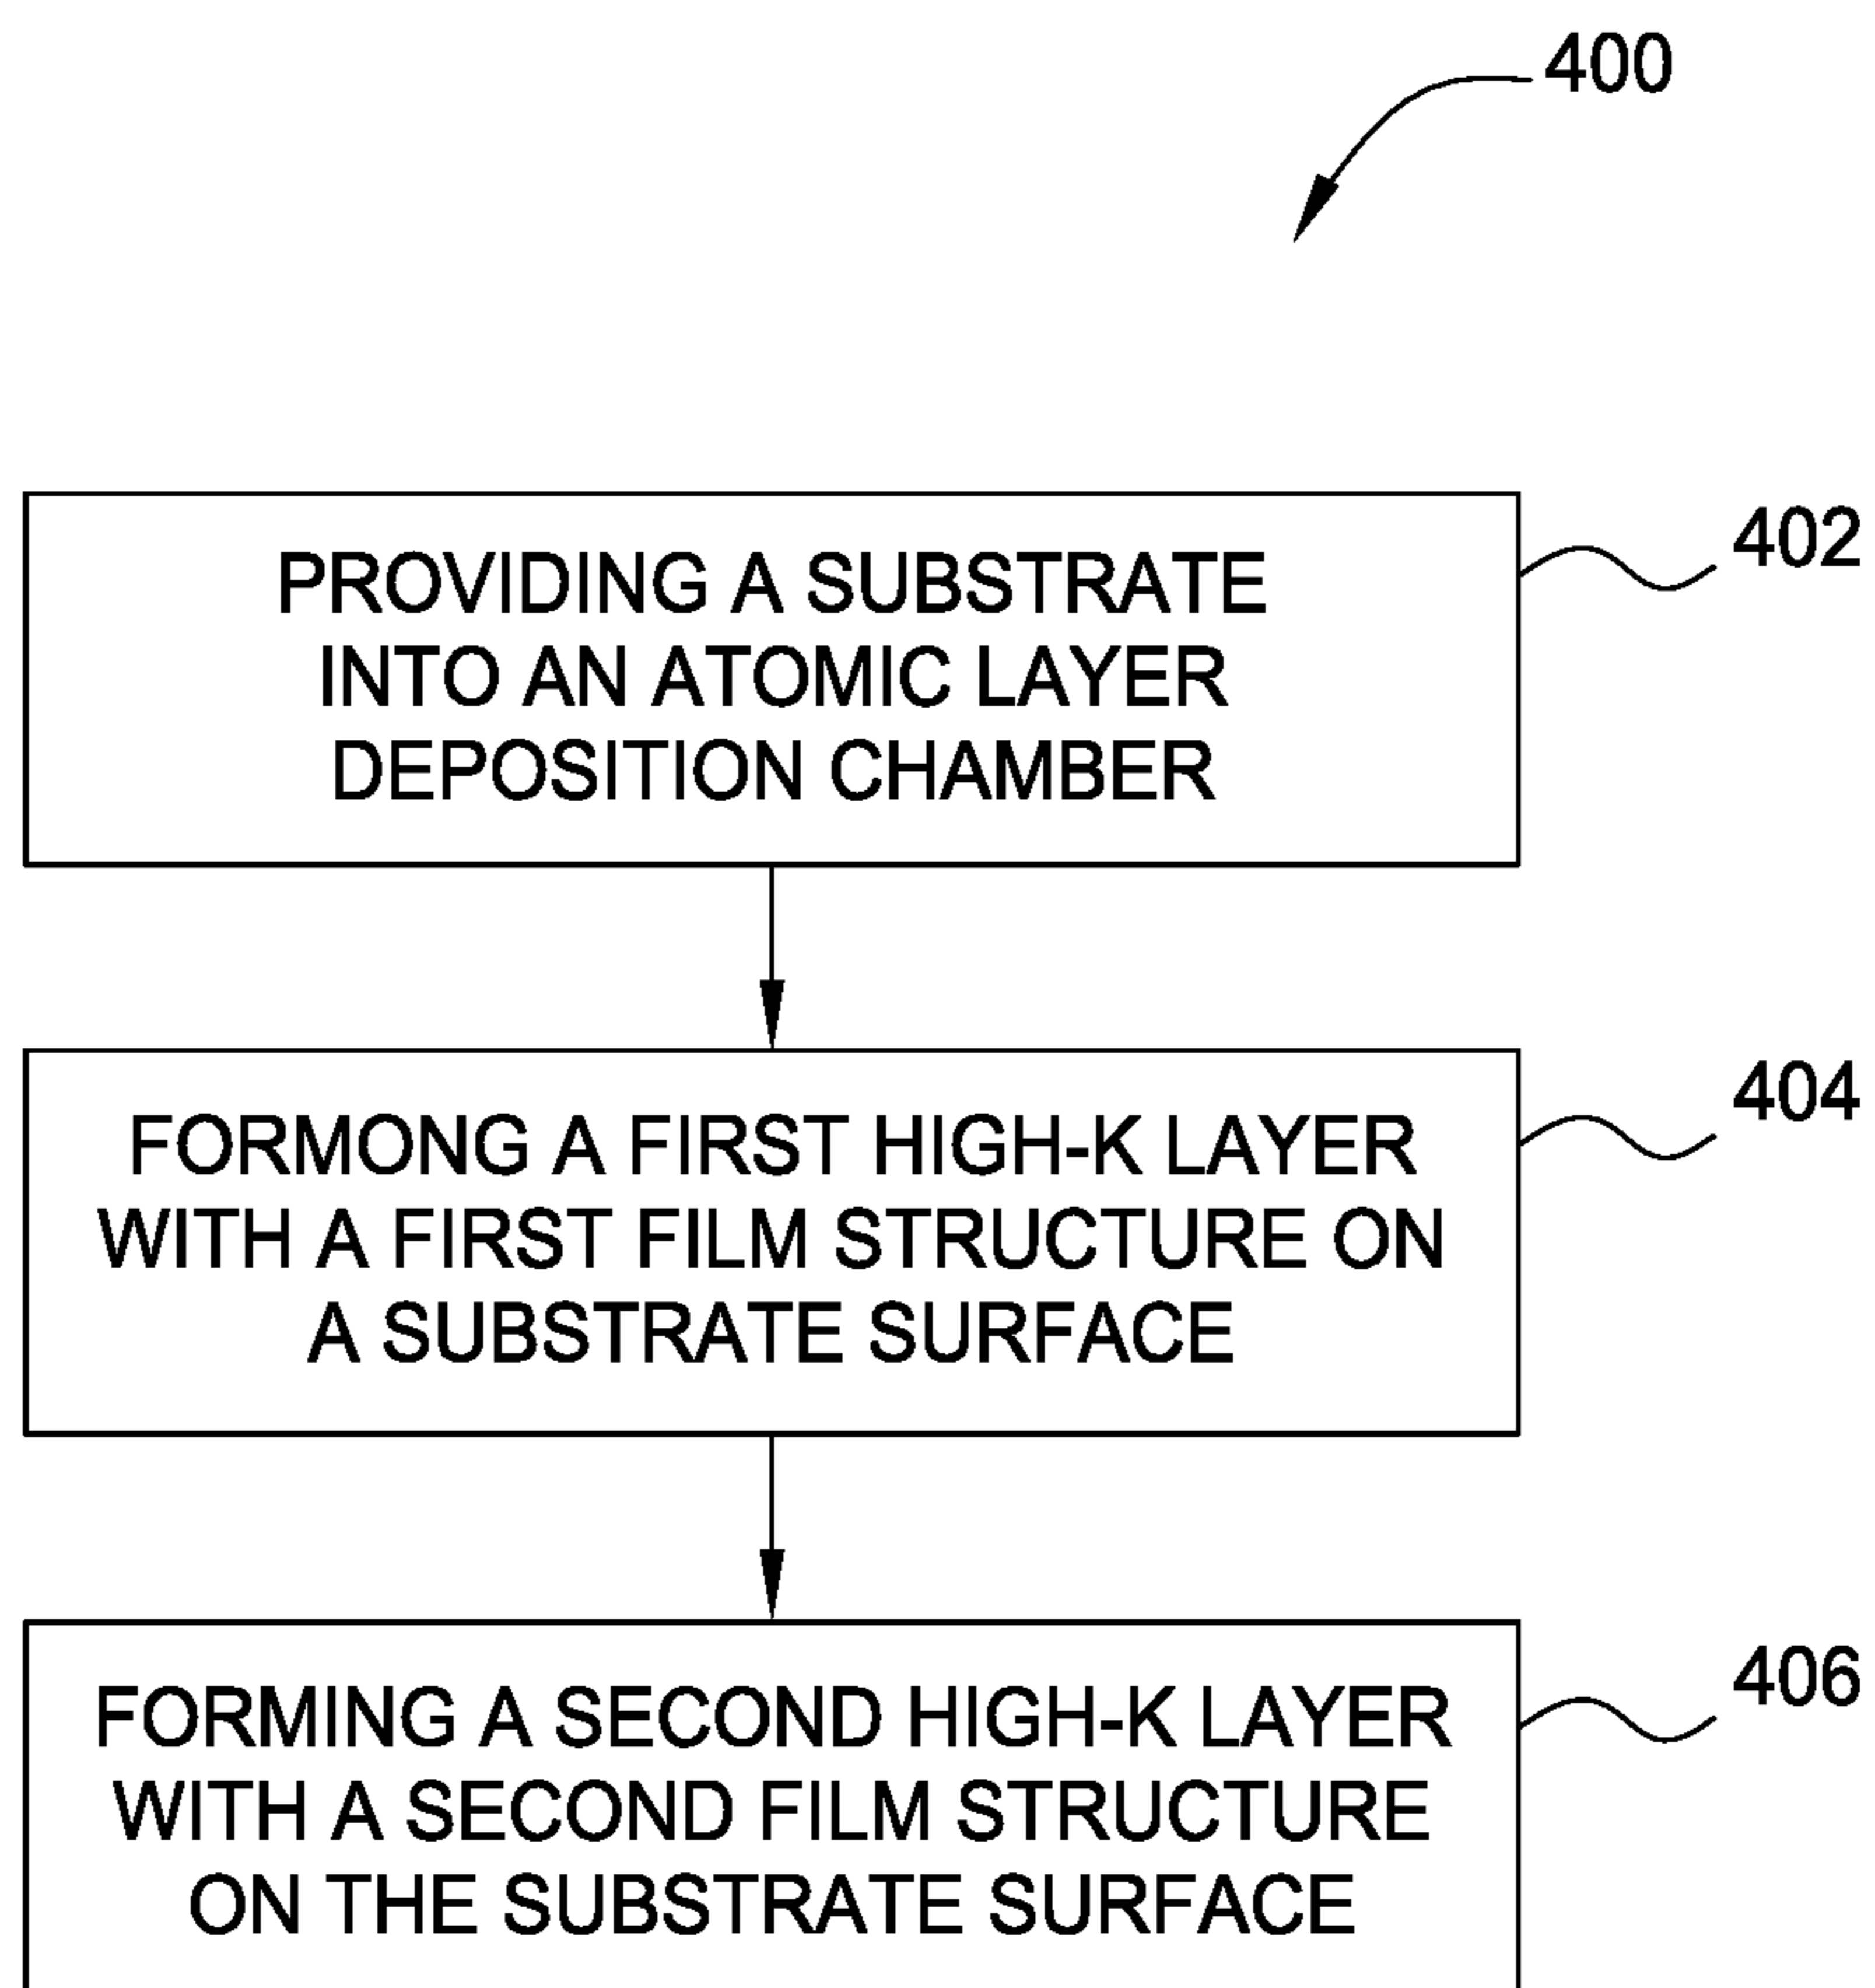 400
PROVIDING A SUBSTRATE
INTO AN ATOMIC LAYER
DEPOSITION CHAMBER
402
FORMONG A FIRST HIGH-K LAYER
WITH A FIRST FILM STRUCTURE ON
A SUBSTRATE SURFACE
404
FORMING A SECOND HIGH-K LAYER
WITH A SECOND FILM STRUCTURE
ON THE SUBSTRATE SURFACE
406